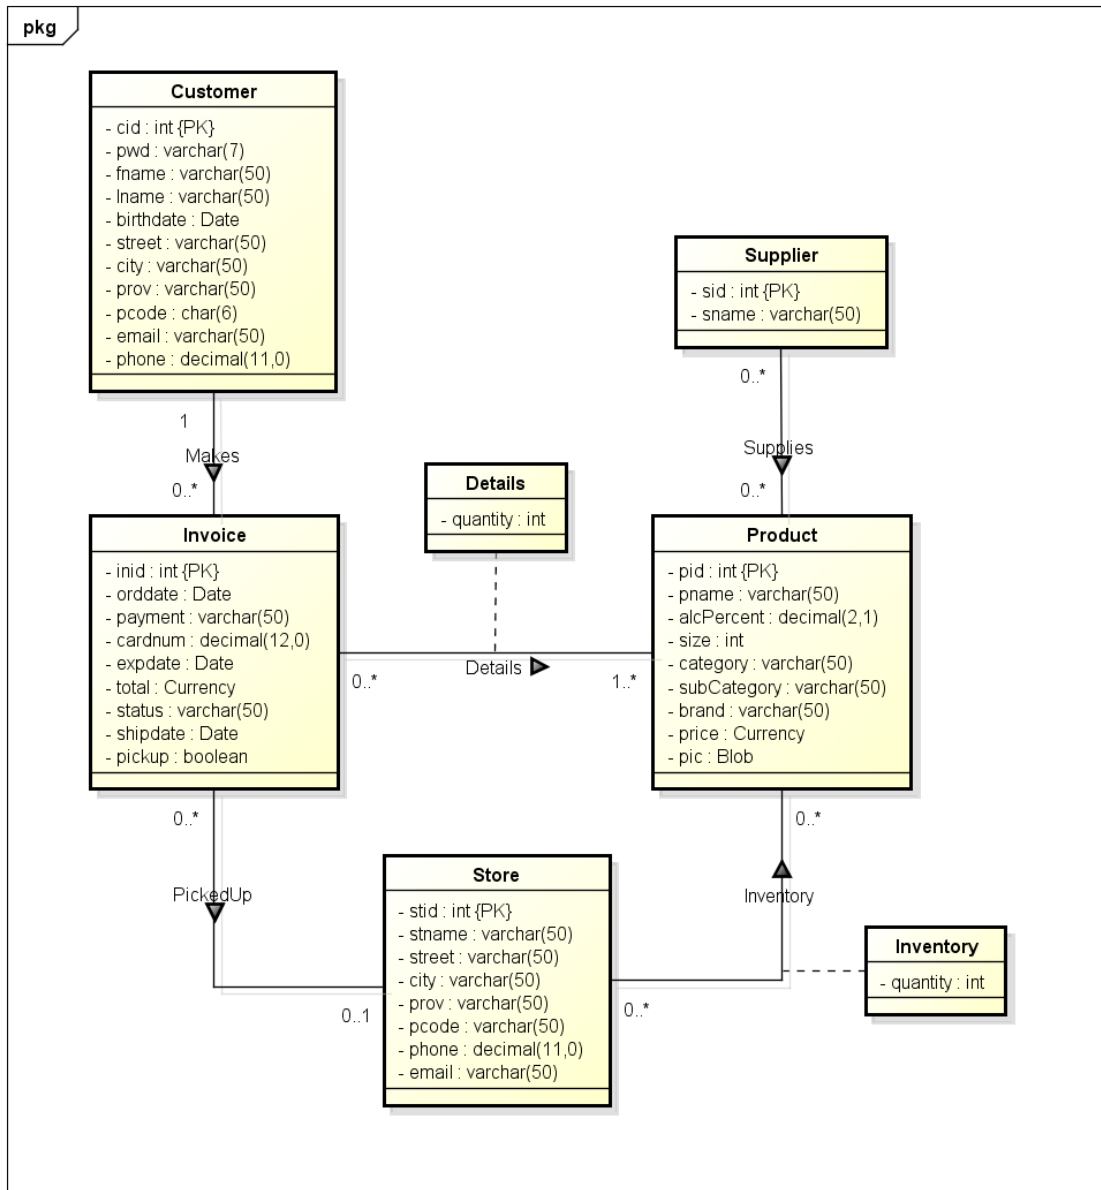 pkg
Customer
- cid : int {PK}
- pwd : varchar(7)
- fname : varchar(50)
- lname : varchar(50)
- birthdate : Date
- street : varchar(50)
- city : varchar(50)
- prov : varchar(50)
- pcode : char(6)
- email : varchar(50)
- phone : decimal(11,0)
Supplier
- sid : int {PK}
- sname : varchar(50)
1
Makes
0..*
0..*
Supplies
0..*
Details
- quantity : int
Invoice
- inid : int {PK}
- orddate : Date
- payment : varchar(50)
- cardnum : decimal(12,0)
- expdate : Date
- total : Currency
- status : varchar(50)
- shipdate : Date
- pickup : boolean
0..*
Details
1..*
Product
- pid : int {PK}
- pname : varchar(50)
- alcPercent : decimal(2,1)
- size : int
- category : varchar(50)
- subCategory : varchar(50)
- brand : varchar(50)
- price : Currency
- pic : Blob
0..*
PickedUp
0..1
Store
- stid : int {PK}
- stname : varchar(50)
- street : varchar(50)
- city : varchar(50)
- prov : varchar(50)
- pcode : varchar(50)
- phone : decimal(11,0)
- email : varchar(50)
0..*
Inventory
0..*
Inventory
- quantity : int